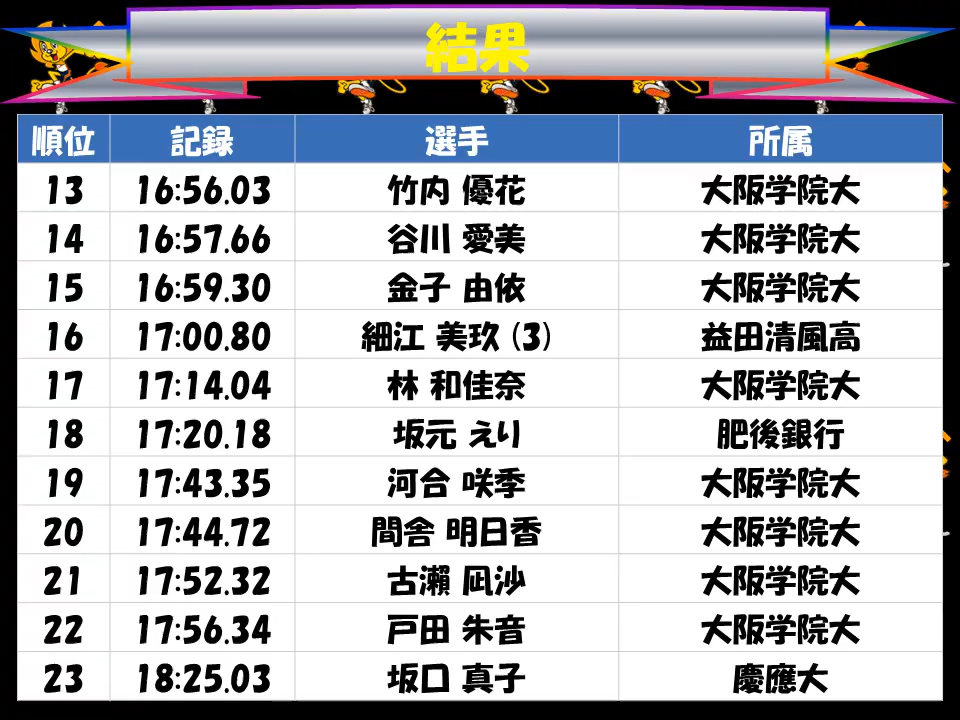 結果
順位 記録 選手 所属
13 16:56.03 竹内 優花 大阪学院大
14 16:57.66 谷川 愛美 大阪学院大
15 16:59.30 金子 由依 大阪学院大
16 17:00.80 細江 美玖 (3) 益田清風高
17 17:14.04 林 和佳奈 大阪学院大
18 17:20.18 坂元 えり 肥後銀行
19 17:43.35 河合 咲季 大阪学院大
20 17:44.72 間舎 明日香 大阪学院大
21 17:52.32 古瀬 凪沙 大阪学院大
22 17:56.34 戸田 朱音 大阪学院大
23 18:25.03 坂口 真子 慶應大